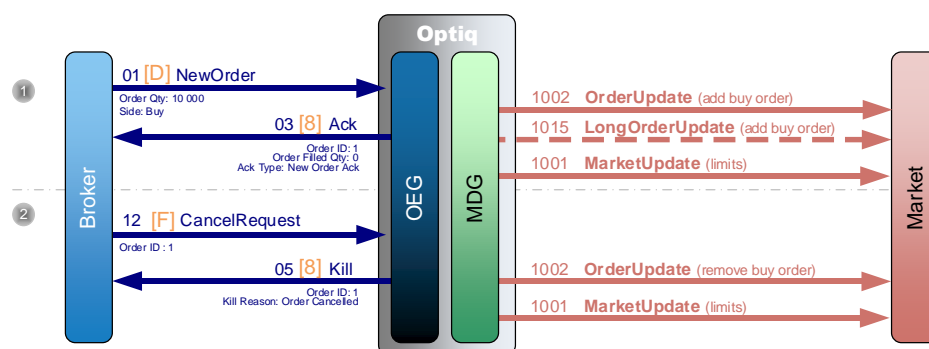 Optiq
1
01 [D] NewOrder
Order Qty: 10 000
Side: Buy
1002 OrderUpdate (add buy order)
03 [8] Ack
Order ID: 1
Order Filled Qty: 0
Ack Type: New Order Ack
1015 LongOrderUpdate (add buy order)
1001 MarketUpdate (limits)
Broker
OEG
MDG
Market
2
12 [F] CancelRequest
Order ID : 1
05 [8] Kill
Order ID: 1
Kill Reason: Order Cancelled
1002 OrderUpdate (remove buy order)
1001 MarketUpdate (limits)